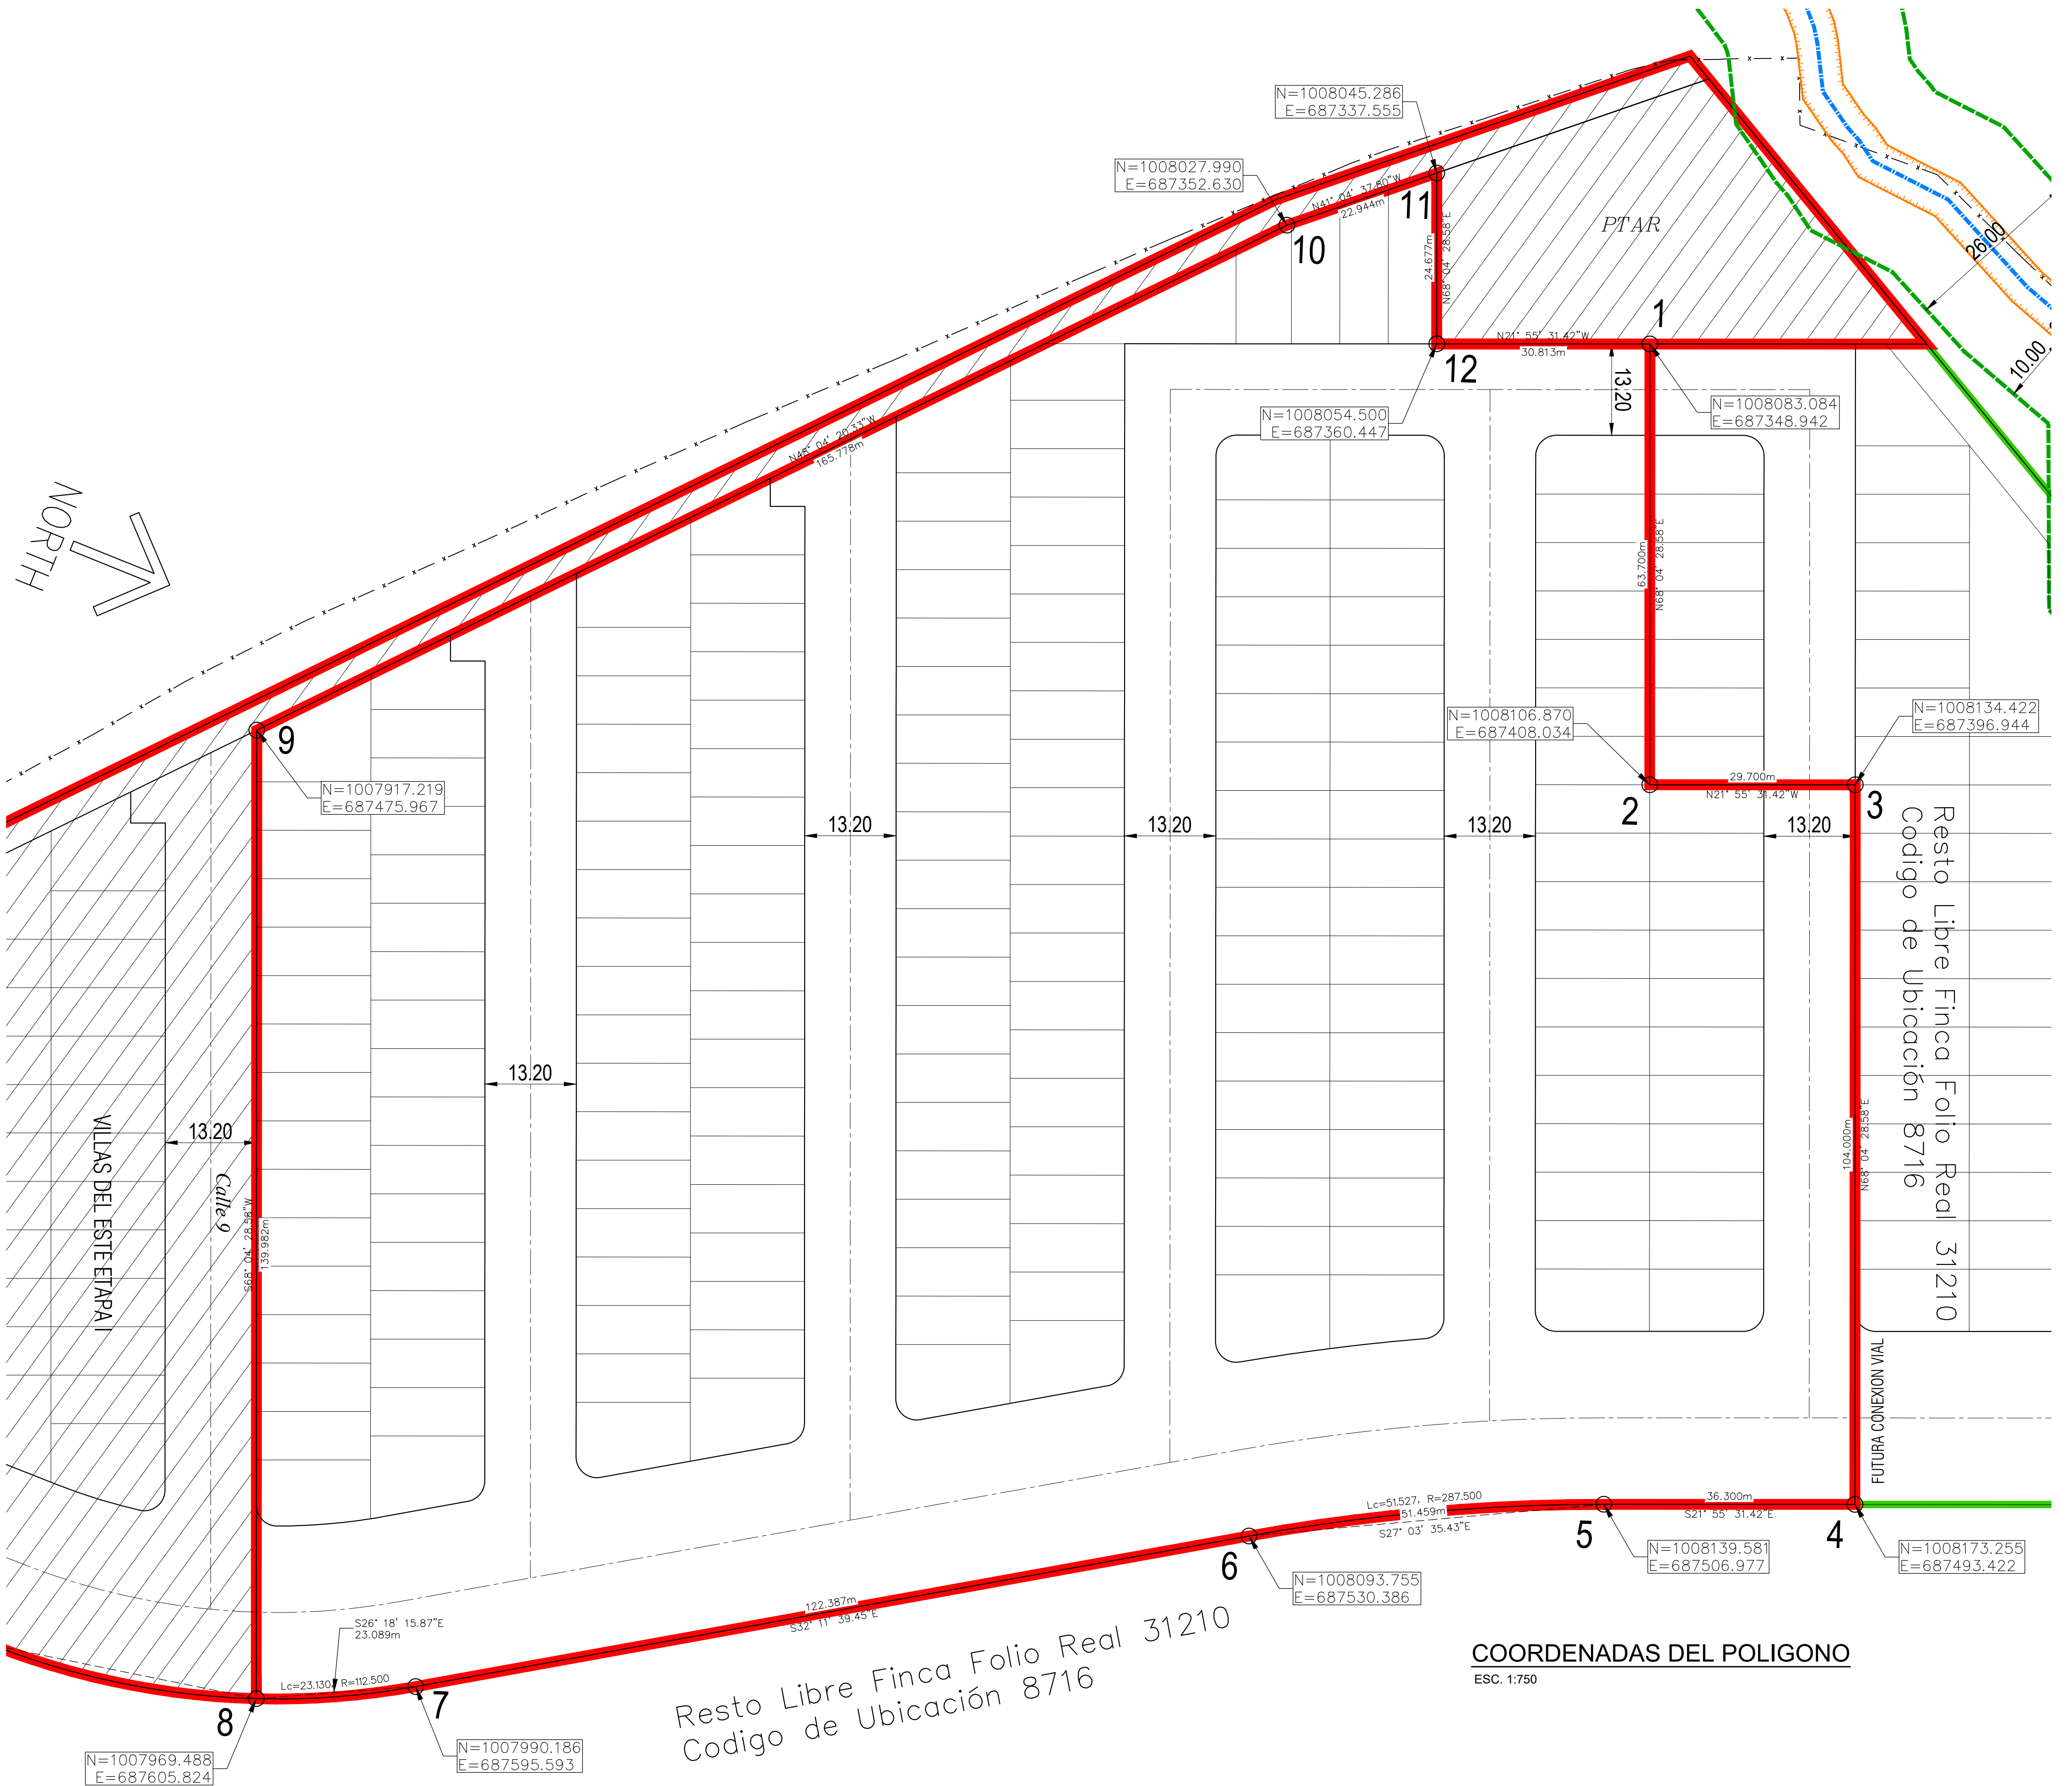 N=1008045.286
E=687337.555
N=1008027.990
E=687352.630
N41° 04' 37.80"W
22.944m
11
10
24.677m
N68° 04' 28.58"E
PTAR
26.00
10.00
1
N21° 55' 31.42"W
30.813m
12
13.20
N=1008054.500
E=687360.447
N=1008083.084
E=687348.942
N48° 04' 20.33"W
165.778m
NORTH
63.700m
N68° 04' 28.58"E
N=1008106.870
E=687408.034
N=1008134.422
E=687396.944
9
N=1007917.219
E=687475.967
29.700m
N21° 55' 31.42"W
2
3
13.20
13.20
13.20
13.20
13.20
13.20
Resto Libre Finca Folio Real 31210
Codigo de Ubicación 8716
104.000m
N68° 04' 28.58"E
VILLAS DEL ESTE ETAPA I
Calle 9
S68° 04' 28.58"W
139.982m
FUTURA CONEXION VIAL
Lc=51.527, R=287.500
51.459m
S27° 03' 35.43"E
36.300m
S21° 55' 31.42"E
6
5
4
N=1008139.581
E=687506.977
N=1008173.255
E=687493.422
N=1008093.755
E=687530.386
122.387m
S32° 11' 39.45"E
S26° 18' 15.87"E
23.089m
Lc=23.130, R=112.500
8
7
Resto Libre Finca Folio Real 31210
Codigo de Ubicación 8716
N=1007969.488
E=687605.824
N=1007990.186
E=687595.593
COORDENADAS DEL POLIGONO
ESC. 1:750